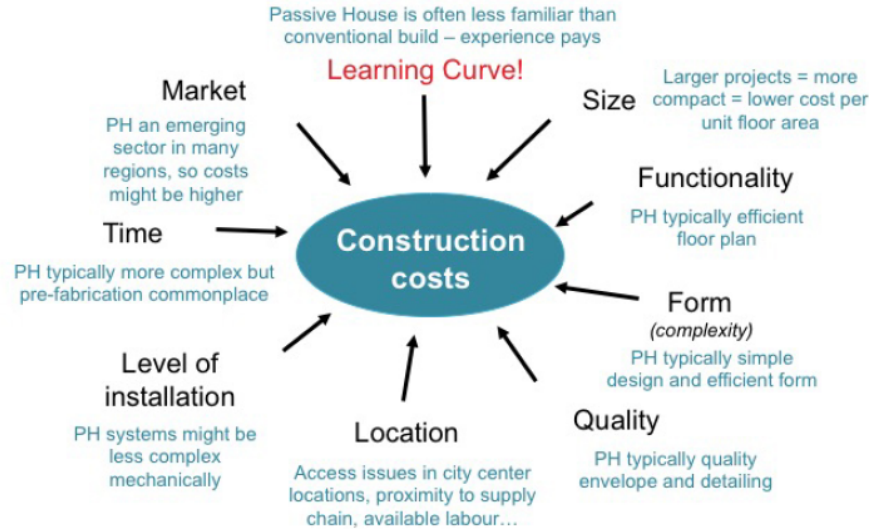 Passive House is often less familiar than
conventional build – experience pays
Learning Curve!
Market
PH an emerging
sector in many
regions, so costs
might be higher
Size
Larger projects = more
compact = lower cost per
unit floor area
Functionality
PH typically efficient
floor plan
Time
PH typically more complex but
pre-fabrication commonplace
Construction
costs
Form
(complexity)
PH typically simple
design and efficient form
Level of
installation
PH systems might be
less complex
mechanically
Location
Access issues in city center
locations, proximity to supply
chain, available labour…
Quality
PH typically quality
envelope and detailing